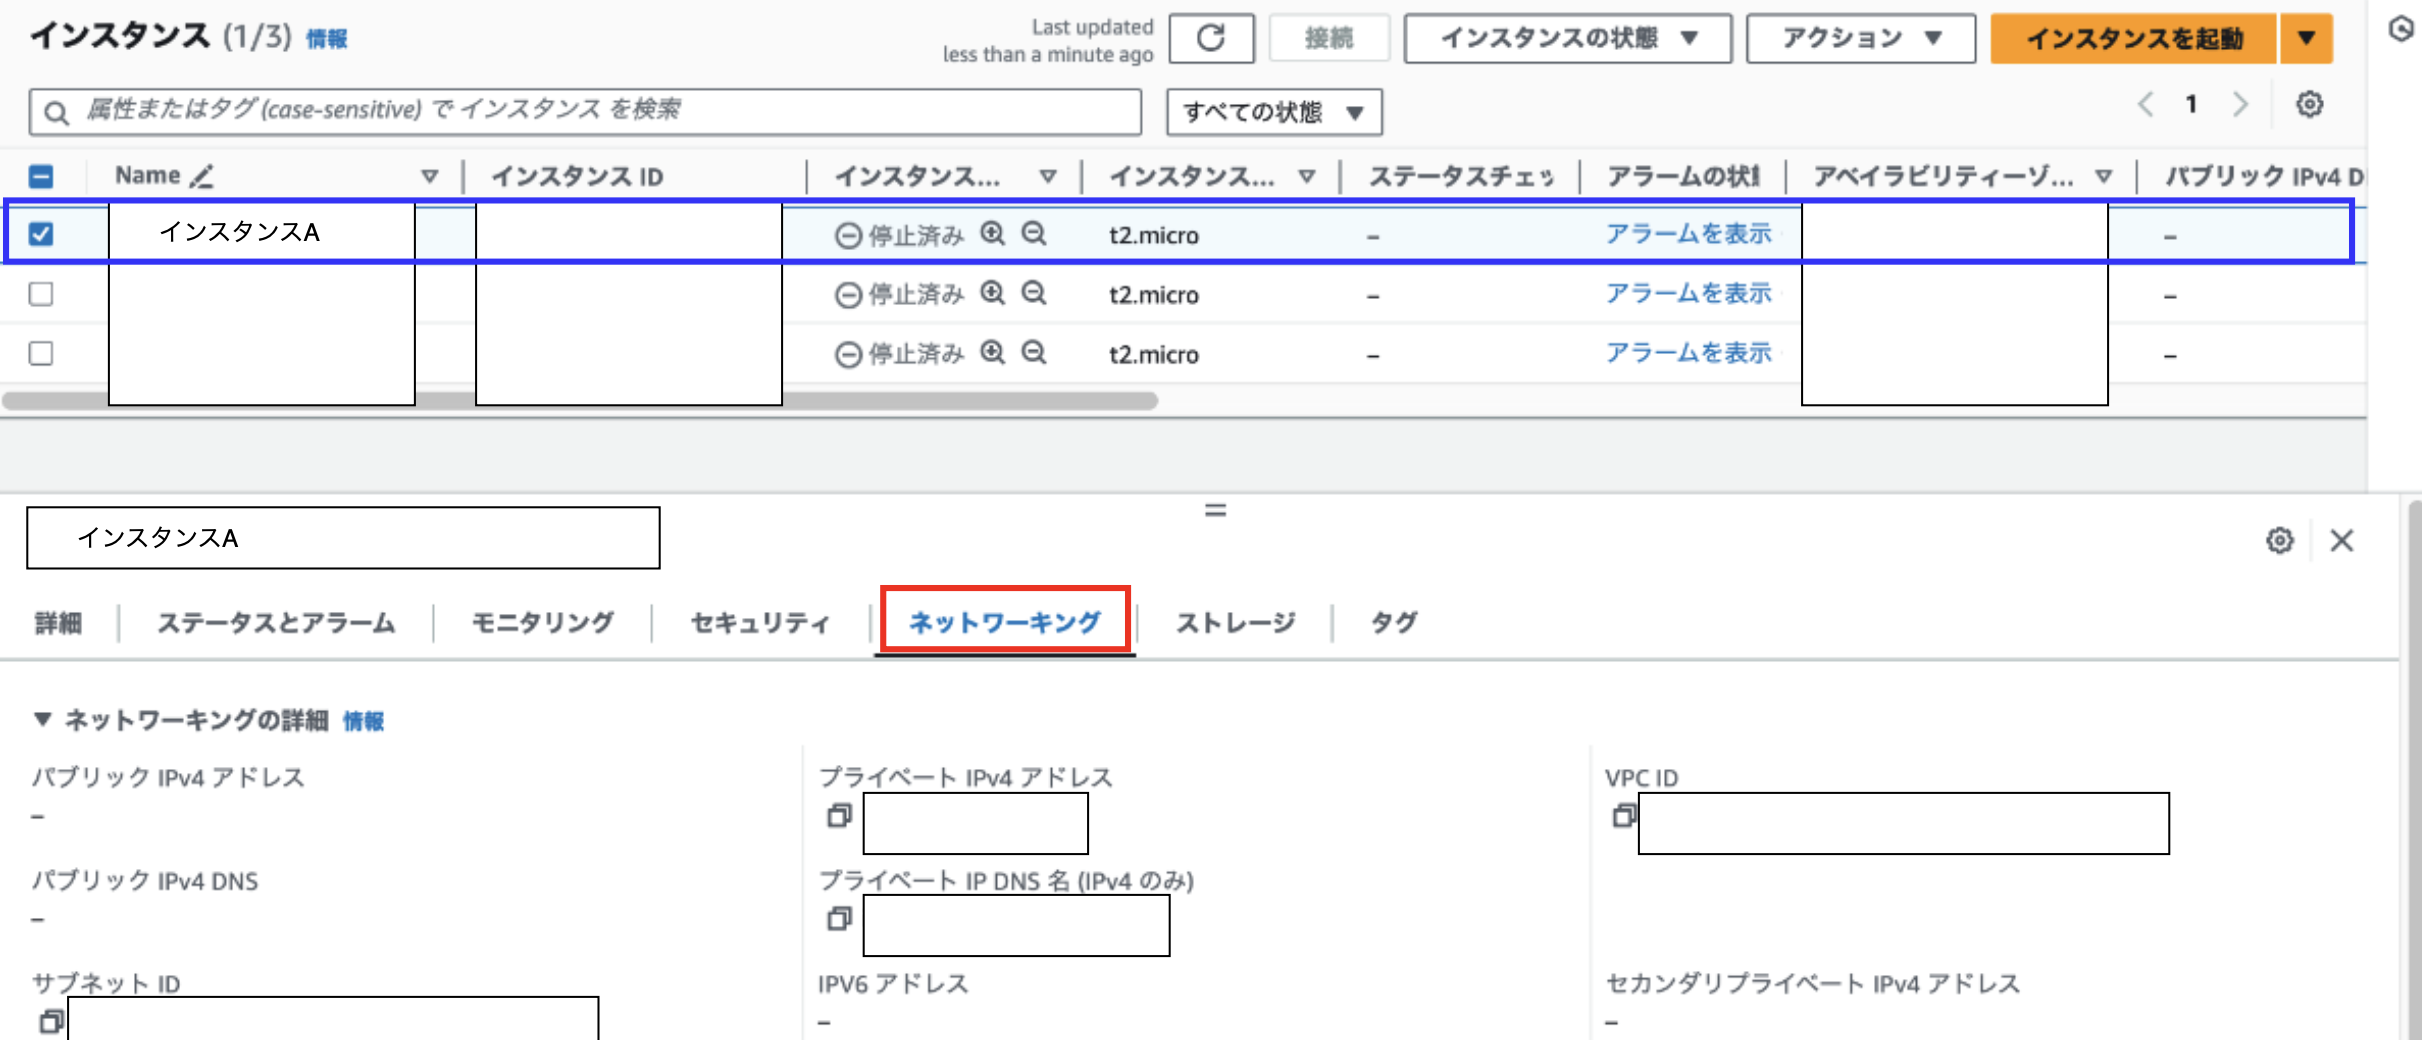 インスタンス (1/3) 情報
Last updated
less than a minute ago
接続
インスタンスの状態 ▼
アクション ▼
インスタンスを起動 ▼
属性またはタグ (case-sensitive) で インスタンス を検索
すべての状態 ▼
1
Name インスタンス ID インスタンス... インスタンス... ステータスチェッ アラームの状 アベイラビリティーゾ... パブリック IPv4 D
インスタンスA 停止済み t2.micro – アラームを表示 –
停止済み t2.micro – アラームを表示 –
停止済み t2.micro – アラームを表示 –
インスタンスA
詳細 ステータスとアラーム モニタリング セキュリティ ネットワーキング ストレージ タグ
▼ ネットワーキングの詳細 情報
パブリック IPv4 アドレス
–
プライベート IPv4 アドレス
VPC ID
パブリック IPv4 DNS
–
プライベート IP DNS 名 (IPv4 のみ)
サブネット ID
IPV6 アドレス
–
セカンダリプライベート IPv4 アドレス
–